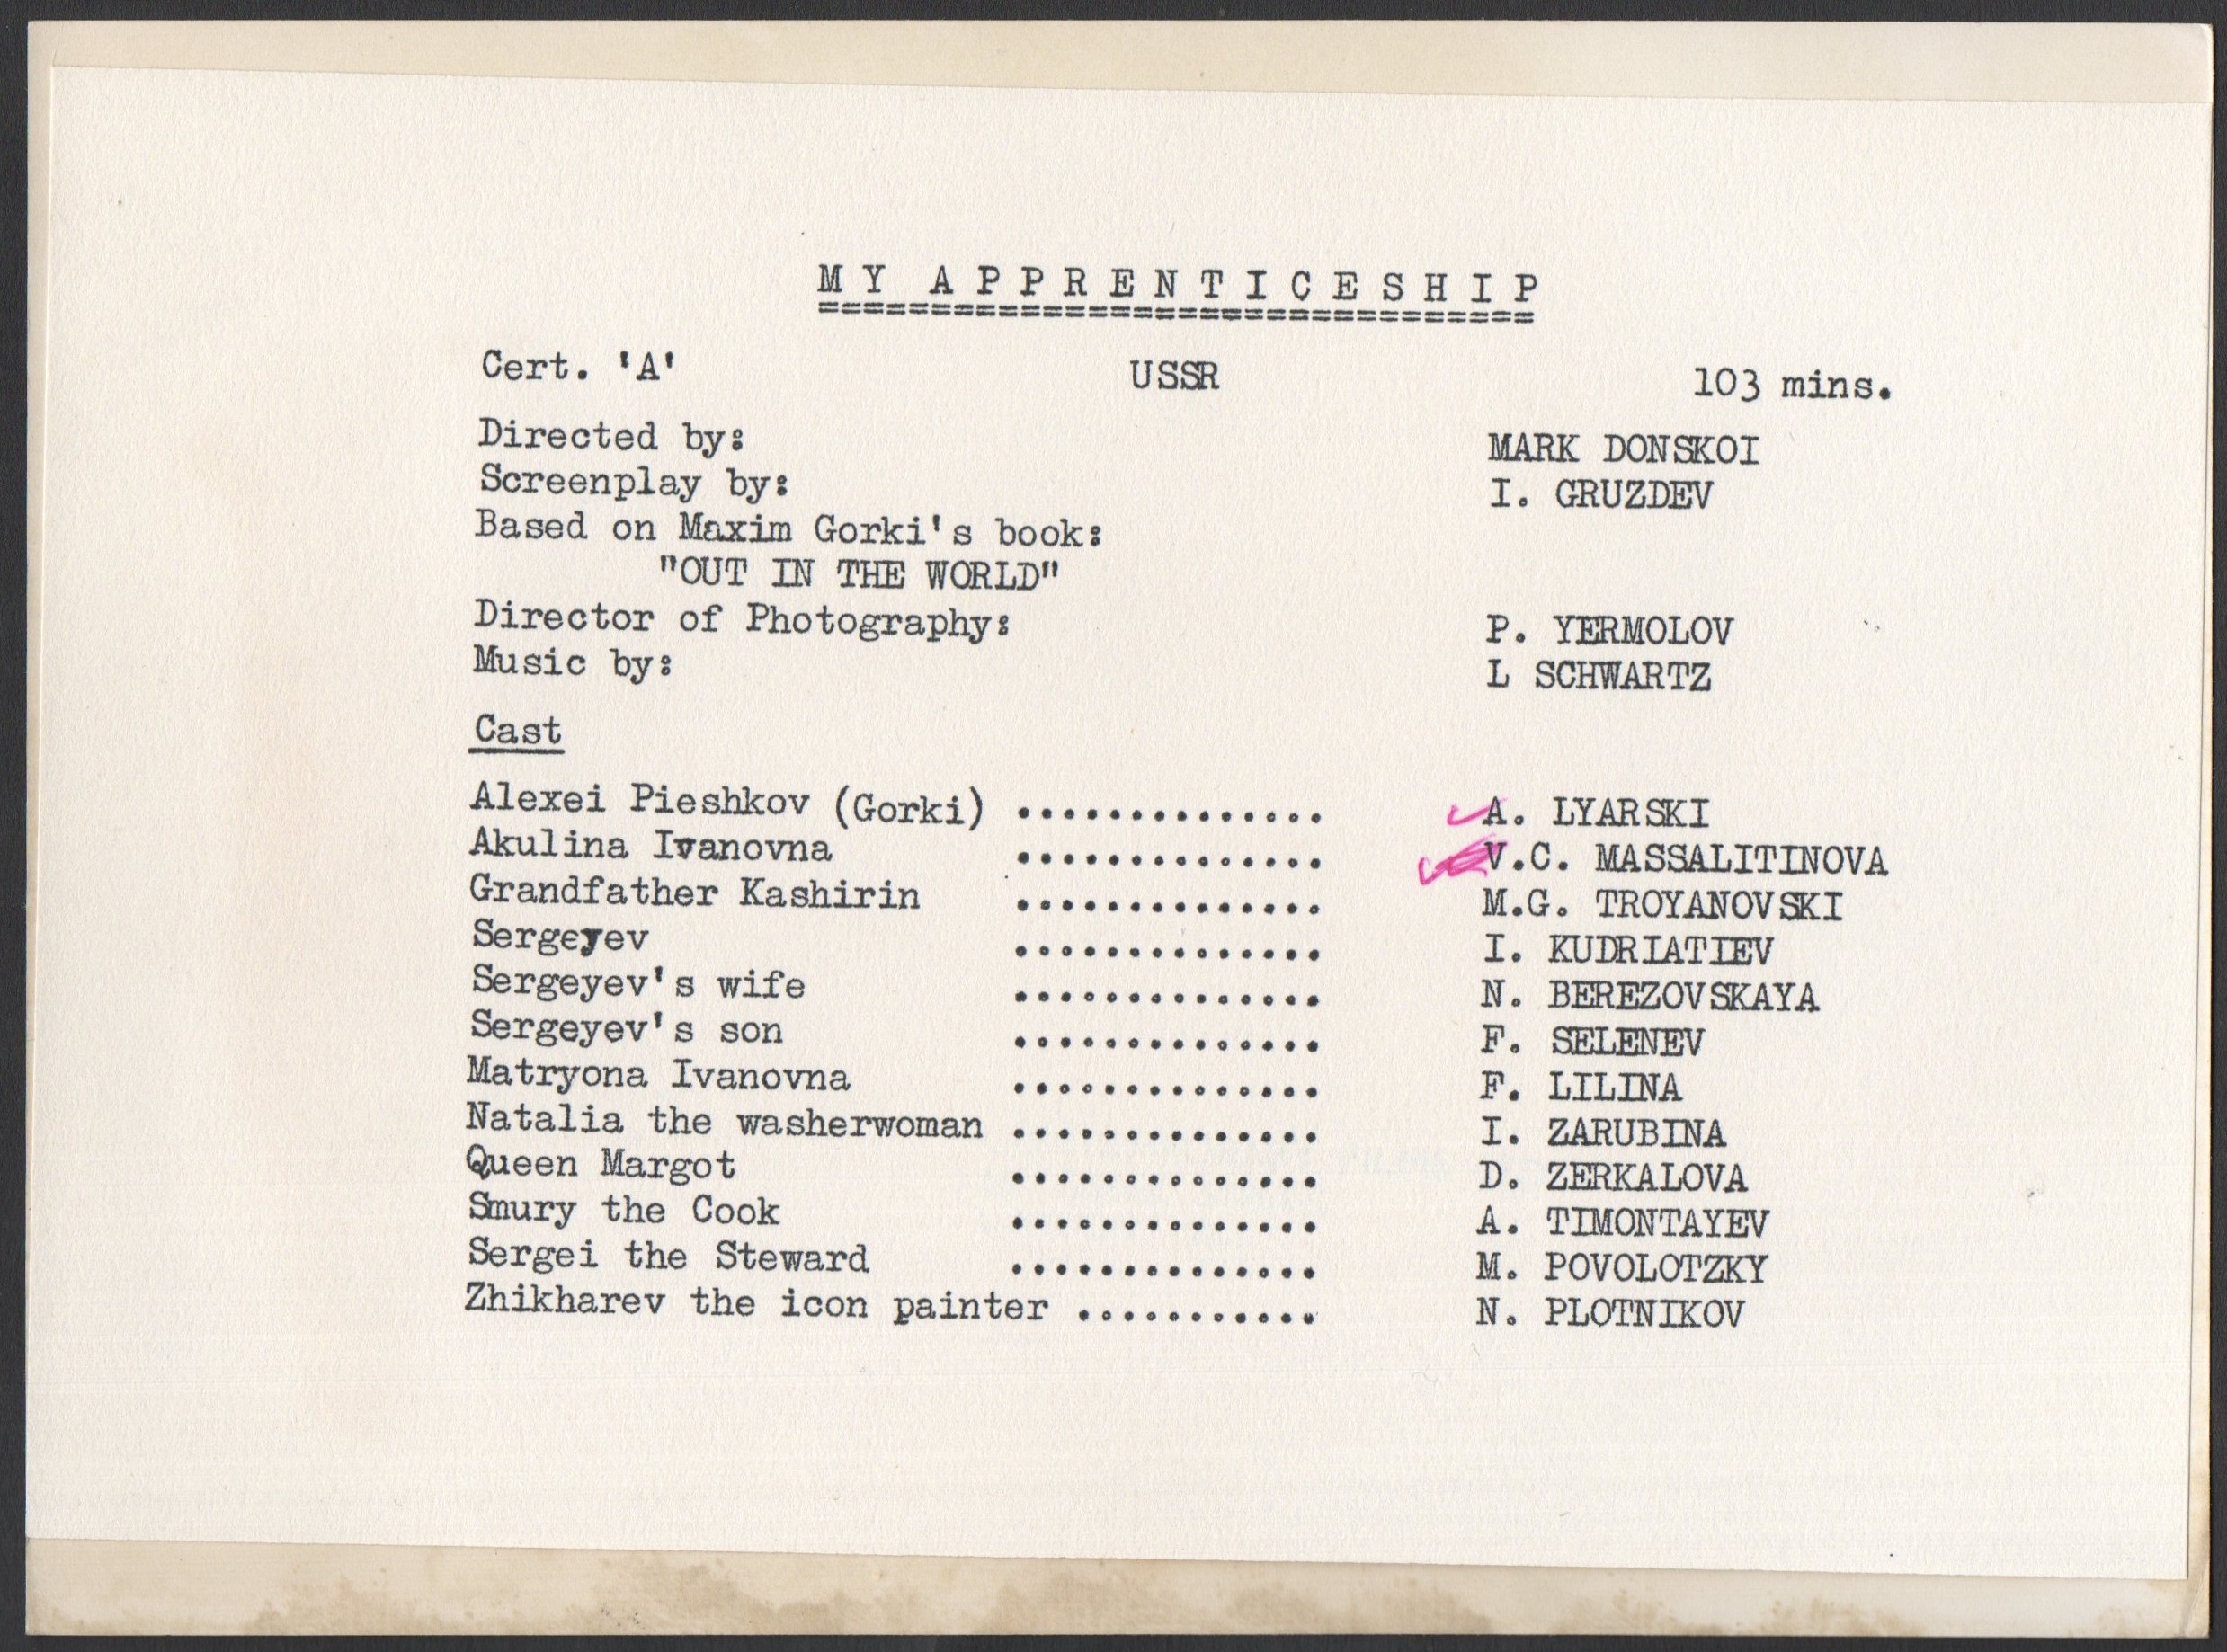 MY APPRENTICESHIP
Cert. 'A' USSR 103 mins.
Directed by: MARK DONSKOI
Screenplay by: I. GRUZDEV
Based on Maxim Gorki's book:
"OUT IN THE WORLD"
Director of Photography: P. YERMOLOV
Music by: L SCHWARTZ
Cast
Alexei Pieshkov (Gorki) .............. A. LYARSKI
Akulina Ivanovna .............. V.C. MASSALITINOVA
Grandfather Kashirin .............. M.G. TROYANOVSKI
Sergeyev .............. I. KUDRIATIEV
Sergeyev's wife .............. N. BEREZOVSKAYA
Sergeyev's son .............. F. SELENEV
Matryona Ivanovna .............. F. LILINA
Natalia the washerwoman .............. I. ZARUBINA
Queen Margot .............. D. ZERKALOVA
Smury the Cook .............. A. TIMONTAYEV
Sergei the Steward .............. M. POVOLOTZKY
Zhikharev the icon painter ........... N. PLOTNIKOV